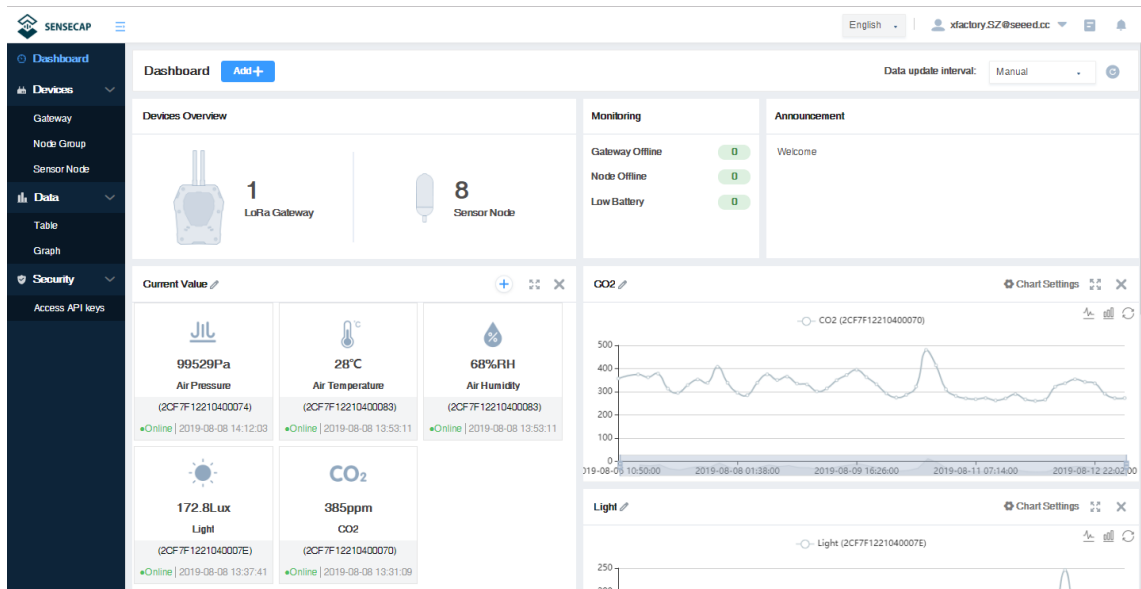 SENSECAP
English
xfactory.SZ@seeed.cc
Dashboard
Devices
Gateway
Node Group
Sensor Node
Data
Table
Graph
Security
Access API keys
Dashboard
Add+
Data update interval:
Manual
Devices Overview
1
LoRa Gateway
8
Sensor Node
Monitoring
Gateway Offline 0
Node Offline 0
Low Battery 0
Announcement
Welcome
Current Value
99529Pa
Air Pressure
(2CF7F12210400074)
Online | 2019-08-08 14:12:03
°C
28°C
Air Temperature
(2CF7F12210400083)
Online | 2019-08-08 13:53:11
%
68%RH
Air Humidity
(2CF7F12210400083)
Online | 2019-08-08 13:53:11
172.8Lux
Light
(2CF7F1221040007E)
Online | 2019-08-08 13:37:41
CO₂
385ppm
CO2
(2CF7F12210400070)
Online | 2019-08-08 13:31:09
CO2
Chart Settings
CO2 (2CF7F12210400070)
500
400
300
200
100
0
2019-08-08 01:38:00
2019-08-09 16:26:00
2019-08-11 07:14:00
2019-08-12 22:02:00
Light
Chart Settings
Light (2CF7F1221040007E)
250